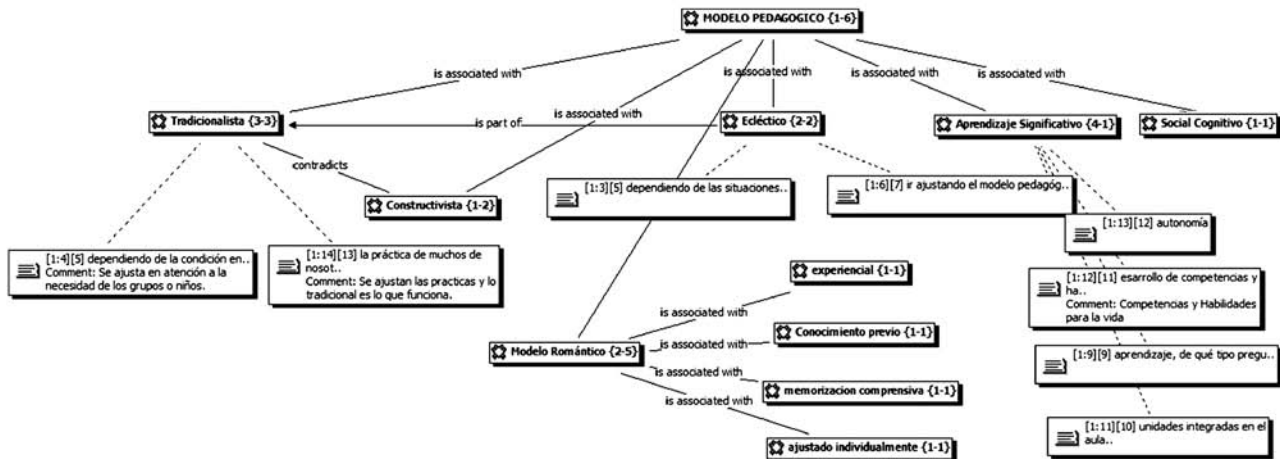 MODELO PEDAGOGICO {1-6}
is associated with
is associated with
is associated with
is associated with
is associated with
Tradicionalista {3-3}
is part of
Ecléctico {2-2}
Aprendizaje Significativo {4-1}
Social Cognitivo {1-1}
contradicts
Constructivista {1-2}
[1:3][5] dependiendo de las situaciones..
[1:6][7] ir ajustando el modelo pedagóg..
[1:13][12] autonomía
[1:4][5] dependiendo de la condición en..
Comment: Se ajusta en atención a la
necesidad de los grupos o niños.
[1:14][13] la práctica de muchos de
nosot..
Comment: Se ajustan las practicas y lo
tradicional es lo que funciona.
experiencial {1-1}
[1:12][11] esarrollo de competencias y
ha..
Comment: Competencias y Habilidades
para la vida
is associated with
Conocimiento previo {1-1}
is associated with
Modelo Romántico {2-5}
[1:9][9] aprendizaje, de qué tipo pregu..
is associated with
memorizacion comprensiva {1-1}
is associated with
[1:11][10] unidades integradas en el
aula..
ajustado individualmente {1-1}